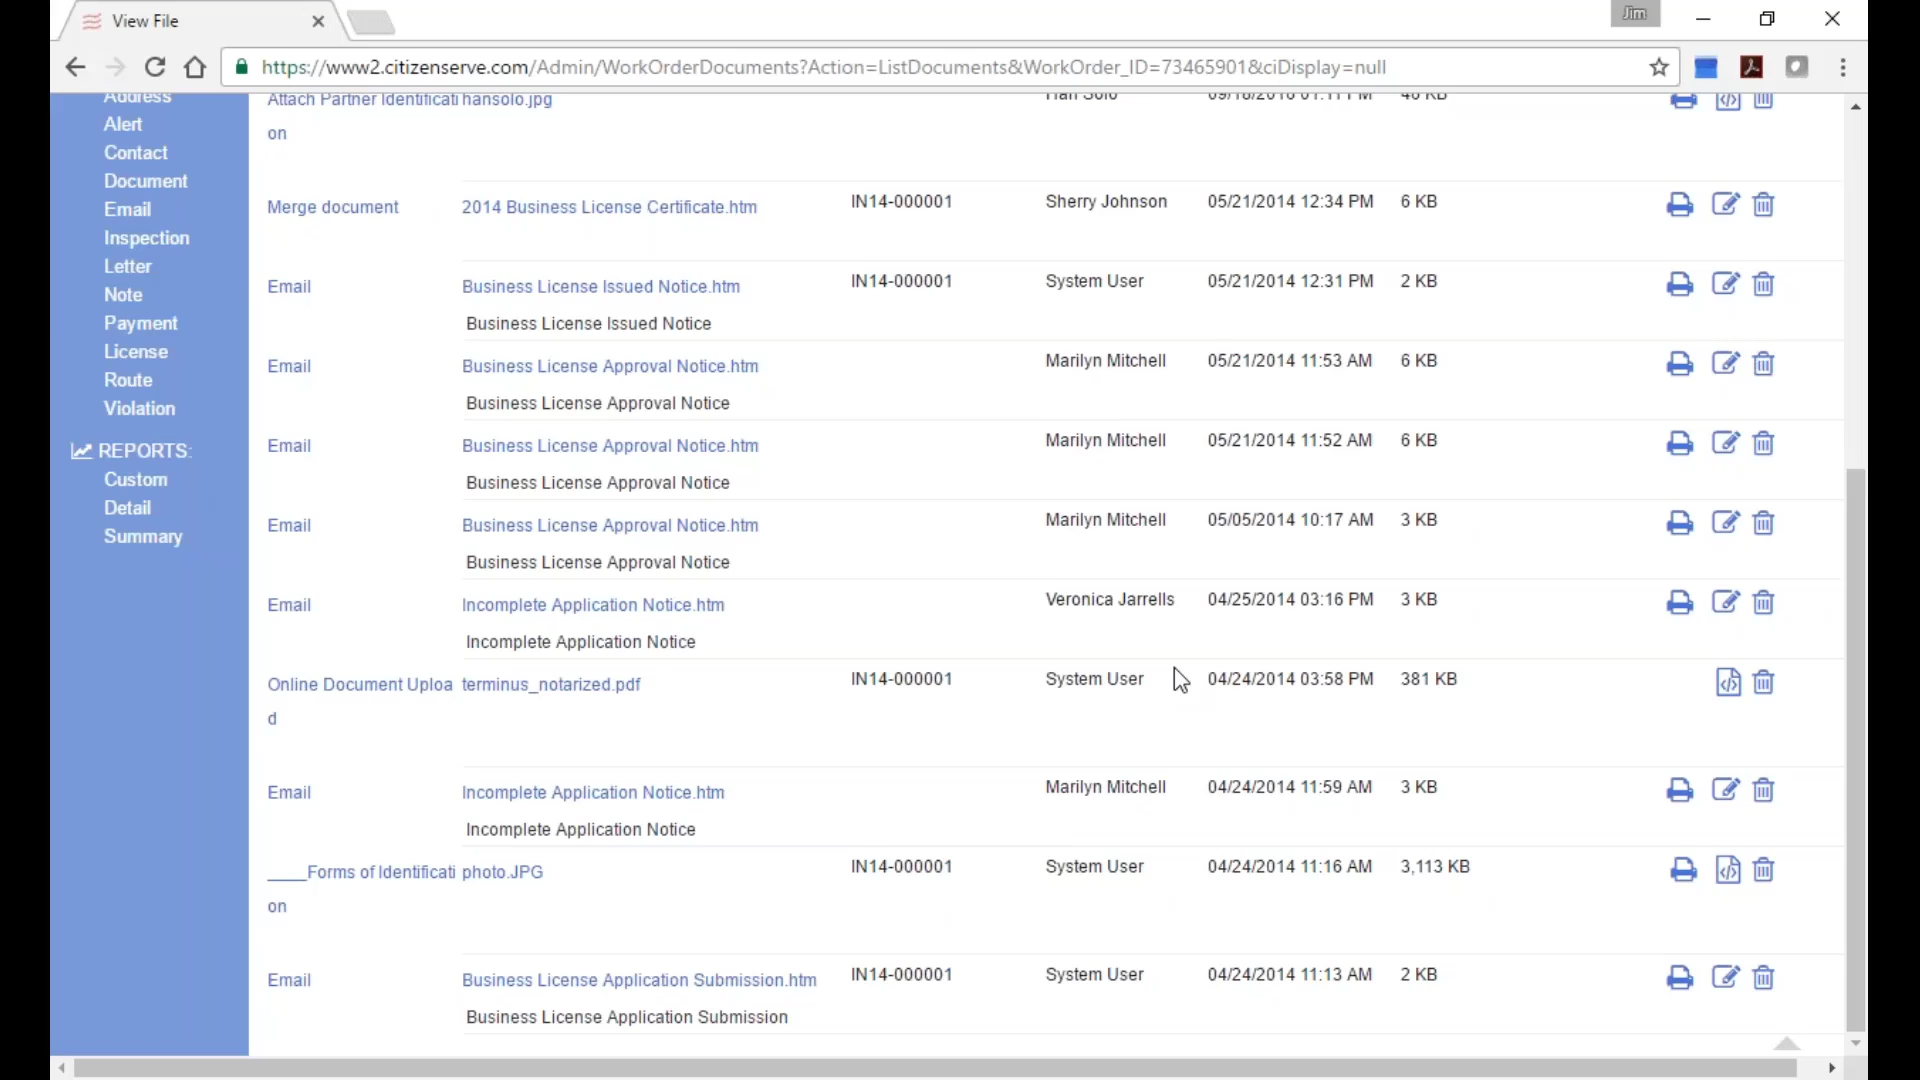 View File
Jim
https://www2.citizenserve.com/Admin/WorkOrderDocuments?Action=ListDocuments&WorkOrder_ID=73465901&ciDisplay=null
Address
Alert
Contact
Document
Email
Inspection
Letter
Note
Payment
License
Route
Violation
REPORTS:
Custom
Detail
Summary
Attach Partner Identificati hansolo.jpg Han Solo 09/18/2016 01:11 PM 46 KB
on
Merge document 2014 Business License Certificate.htm IN14-000001 Sherry Johnson 05/21/2014 12:34 PM 6 KB
Email Business License Issued Notice.htm IN14-000001 System User 05/21/2014 12:31 PM 2 KB
Business License Issued Notice
Email Business License Approval Notice.htm Marilyn Mitchell 05/21/2014 11:53 AM 6 KB
Business License Approval Notice
Email Business License Approval Notice.htm Marilyn Mitchell 05/21/2014 11:52 AM 6 KB
Business License Approval Notice
Email Business License Approval Notice.htm Marilyn Mitchell 05/05/2014 10:17 AM 3 KB
Business License Approval Notice
Email Incomplete Application Notice.htm Veronica Jarrells 04/25/2014 03:16 PM 3 KB
Incomplete Application Notice
Online Document Uploa terminus_notarized.pdf IN14-000001 System User 04/24/2014 03:58 PM 381 KB
d
Email Incomplete Application Notice.htm Marilyn Mitchell 04/24/2014 11:59 AM 3 KB
Incomplete Application Notice
____Forms of Identificati photo.JPG IN14-000001 System User 04/24/2014 11:16 AM 3,113 KB
on
Email Business License Application Submission.htm IN14-000001 System User 04/24/2014 11:13 AM 2 KB
Business License Application Submission